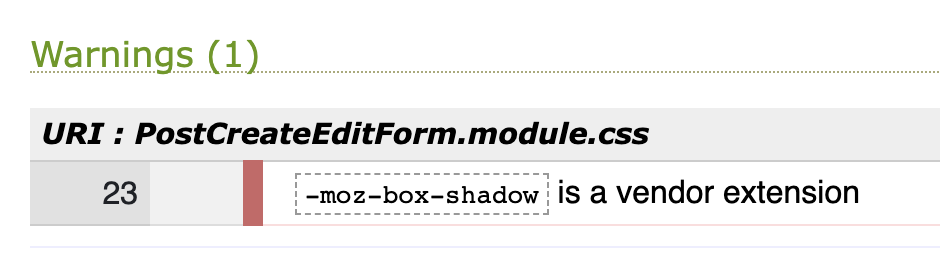 Warnings (1)
URI : PostCreateEditForm.module.css
23 -moz-box-shadow is a vendor extension